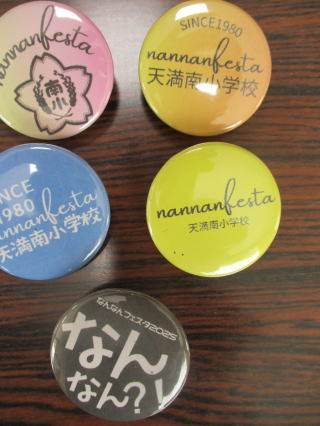 nannanfesta
南
小
SINCE1980
nannanfesta
天満南小学校
SINCE
1980
nannanfesta
天満南小学校
nannanfesta
天満南小学校
なんなんフェスタ2025
なん
なん?!